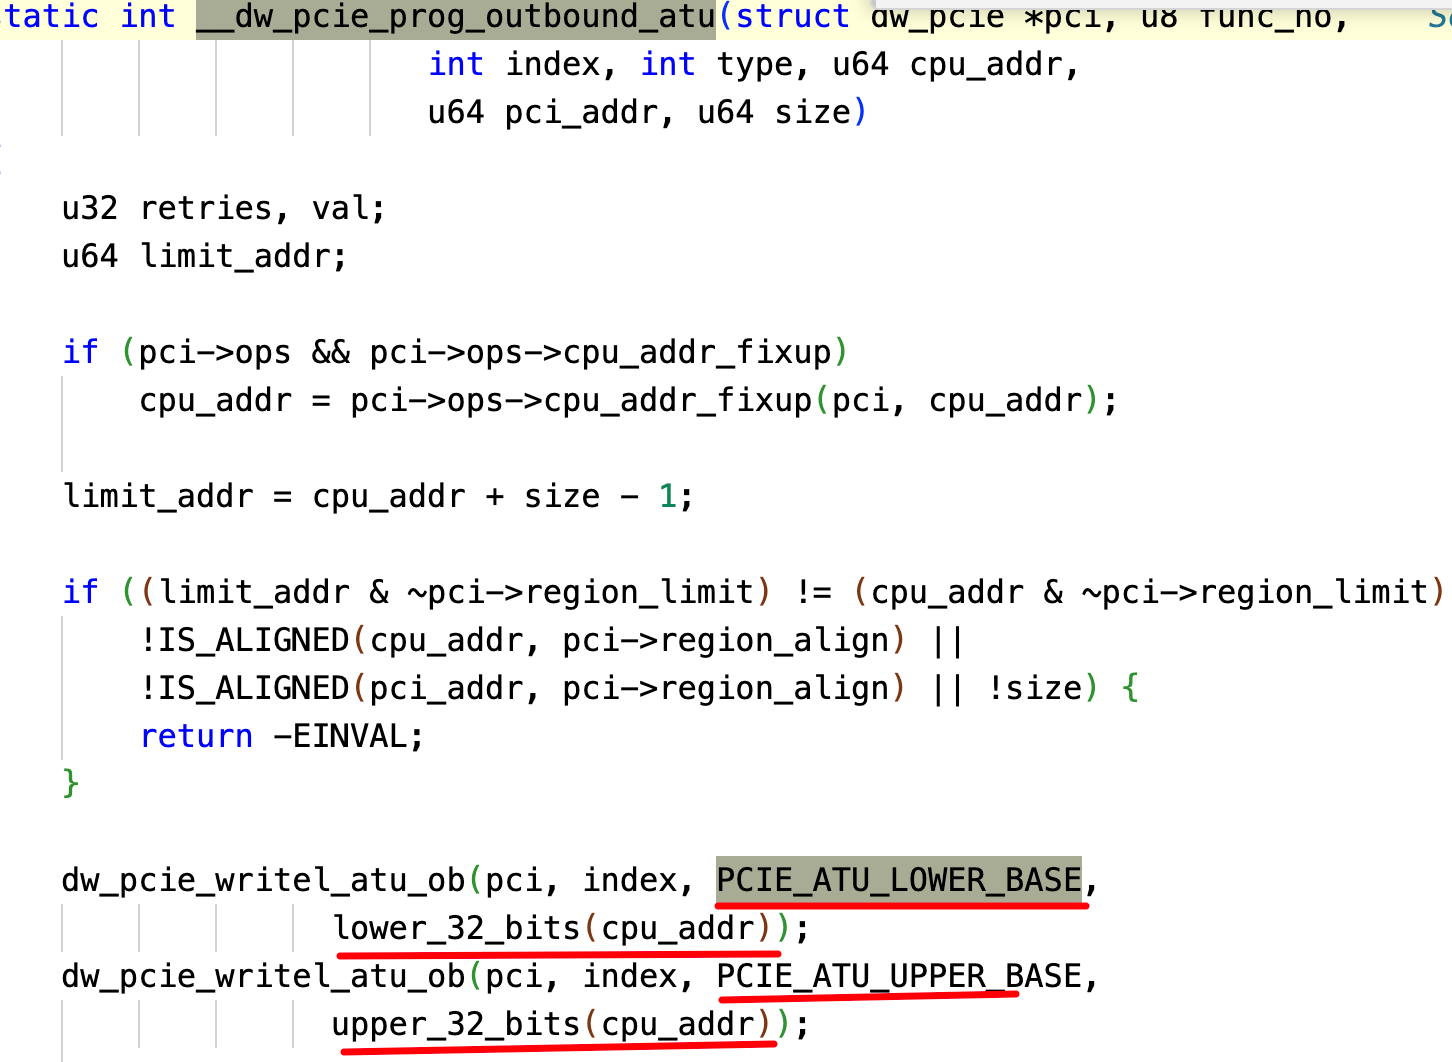 static int __dw_pcie_prog_outbound_atu(struct dw_pcie *pci, u8 func_no,
int index, int type, u64 cpu_addr,
u64 pci_addr, u64 size)
{
u32 retries, val;
u64 limit_addr;
if (pci->ops && pci->ops->cpu_addr_fixup)
cpu_addr = pci->ops->cpu_addr_fixup(pci, cpu_addr);
limit_addr = cpu_addr + size - 1;
if ((limit_addr & ~pci->region_limit) != (cpu_addr & ~pci->region_limit)
!IS_ALIGNED(cpu_addr, pci->region_align) ||
!IS_ALIGNED(pci_addr, pci->region_align) || !size) {
return -EINVAL;
}
dw_pcie_writel_atu_ob(pci, index, PCIE_ATU_LOWER_BASE,
lower_32_bits(cpu_addr));
dw_pcie_writel_atu_ob(pci, index, PCIE_ATU_UPPER_BASE,
upper_32_bits(cpu_addr));